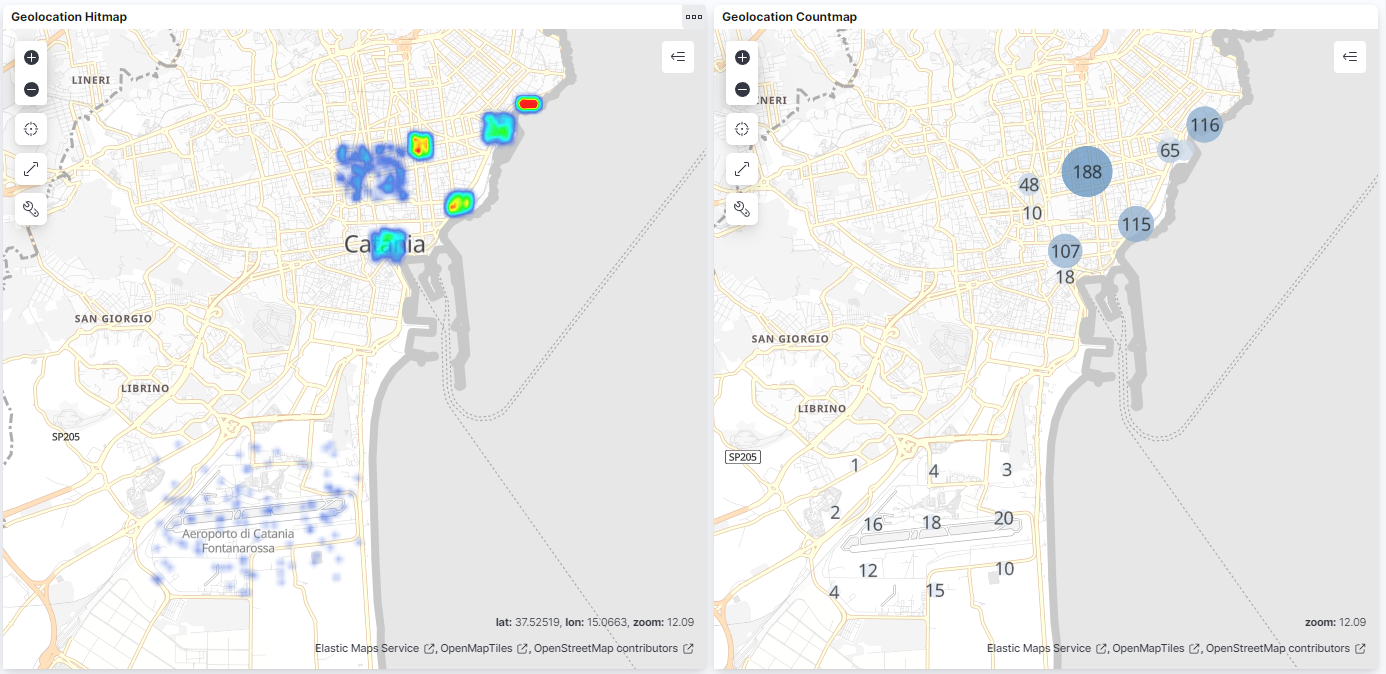 Geolocation Hitmap
LINERI
Catania
SAN GIORGIO
LIBRINO
SP205
Aeroporto di Catania
Fontanarossa
lat: 37.52519, lon: 15.0663, zoom: 12.09
Elastic Maps Service , OpenMapTiles , OpenStreetMap contributors
Geolocation Countmap
NERI
116
65
188
48
10
115
107
18
SAN GIORGIO
LIBRINO
SP205
1
4
3
2
16
18
20
12
10
4
15
zoom: 12.09
Elastic Maps Service , OpenMapTiles , OpenStreetMap contributors